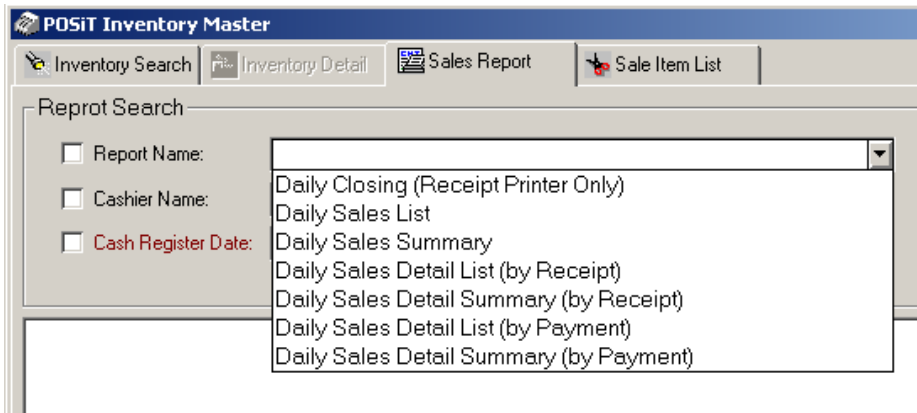 POSiT Inventory Master
Inventory Search Inventory Detail Sales Report Sale Item List
Reprot Search
Report Name:
Daily Closing (Receipt Printer Only)
Cashier Name:
Daily Sales List
Daily Sales Summary
Cash Register Date:
Daily Sales Detail List (by Receipt)
Daily Sales Detail Summary (by Receipt)
Daily Sales Detail List (by Payment)
Daily Sales Detail Summary (by Payment)